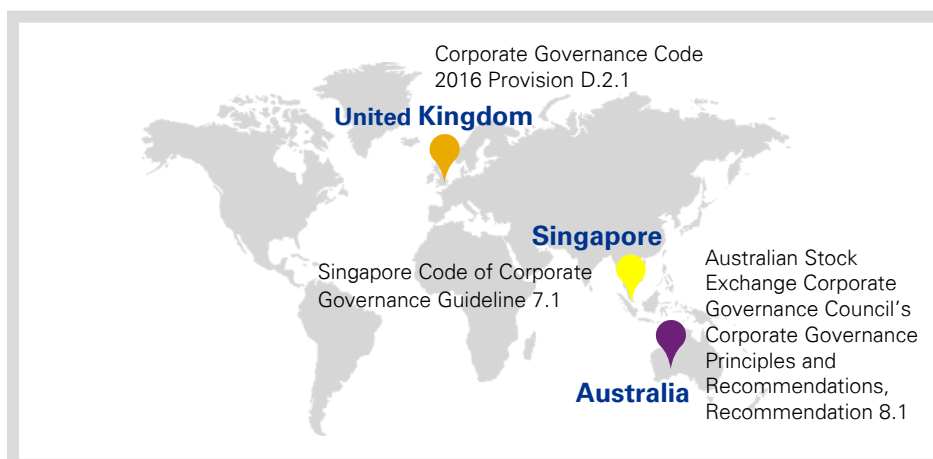 Corporate Governance Code
2016 Provision D.2.1
United Kingdom
Singapore
Singapore Code of Corporate
Governance Guideline 7.1
Australian Stock
Exchange Corporate
Governance Council's
Corporate Governance
Principles and
Recommendations,
Recommendation 8.1
Australia